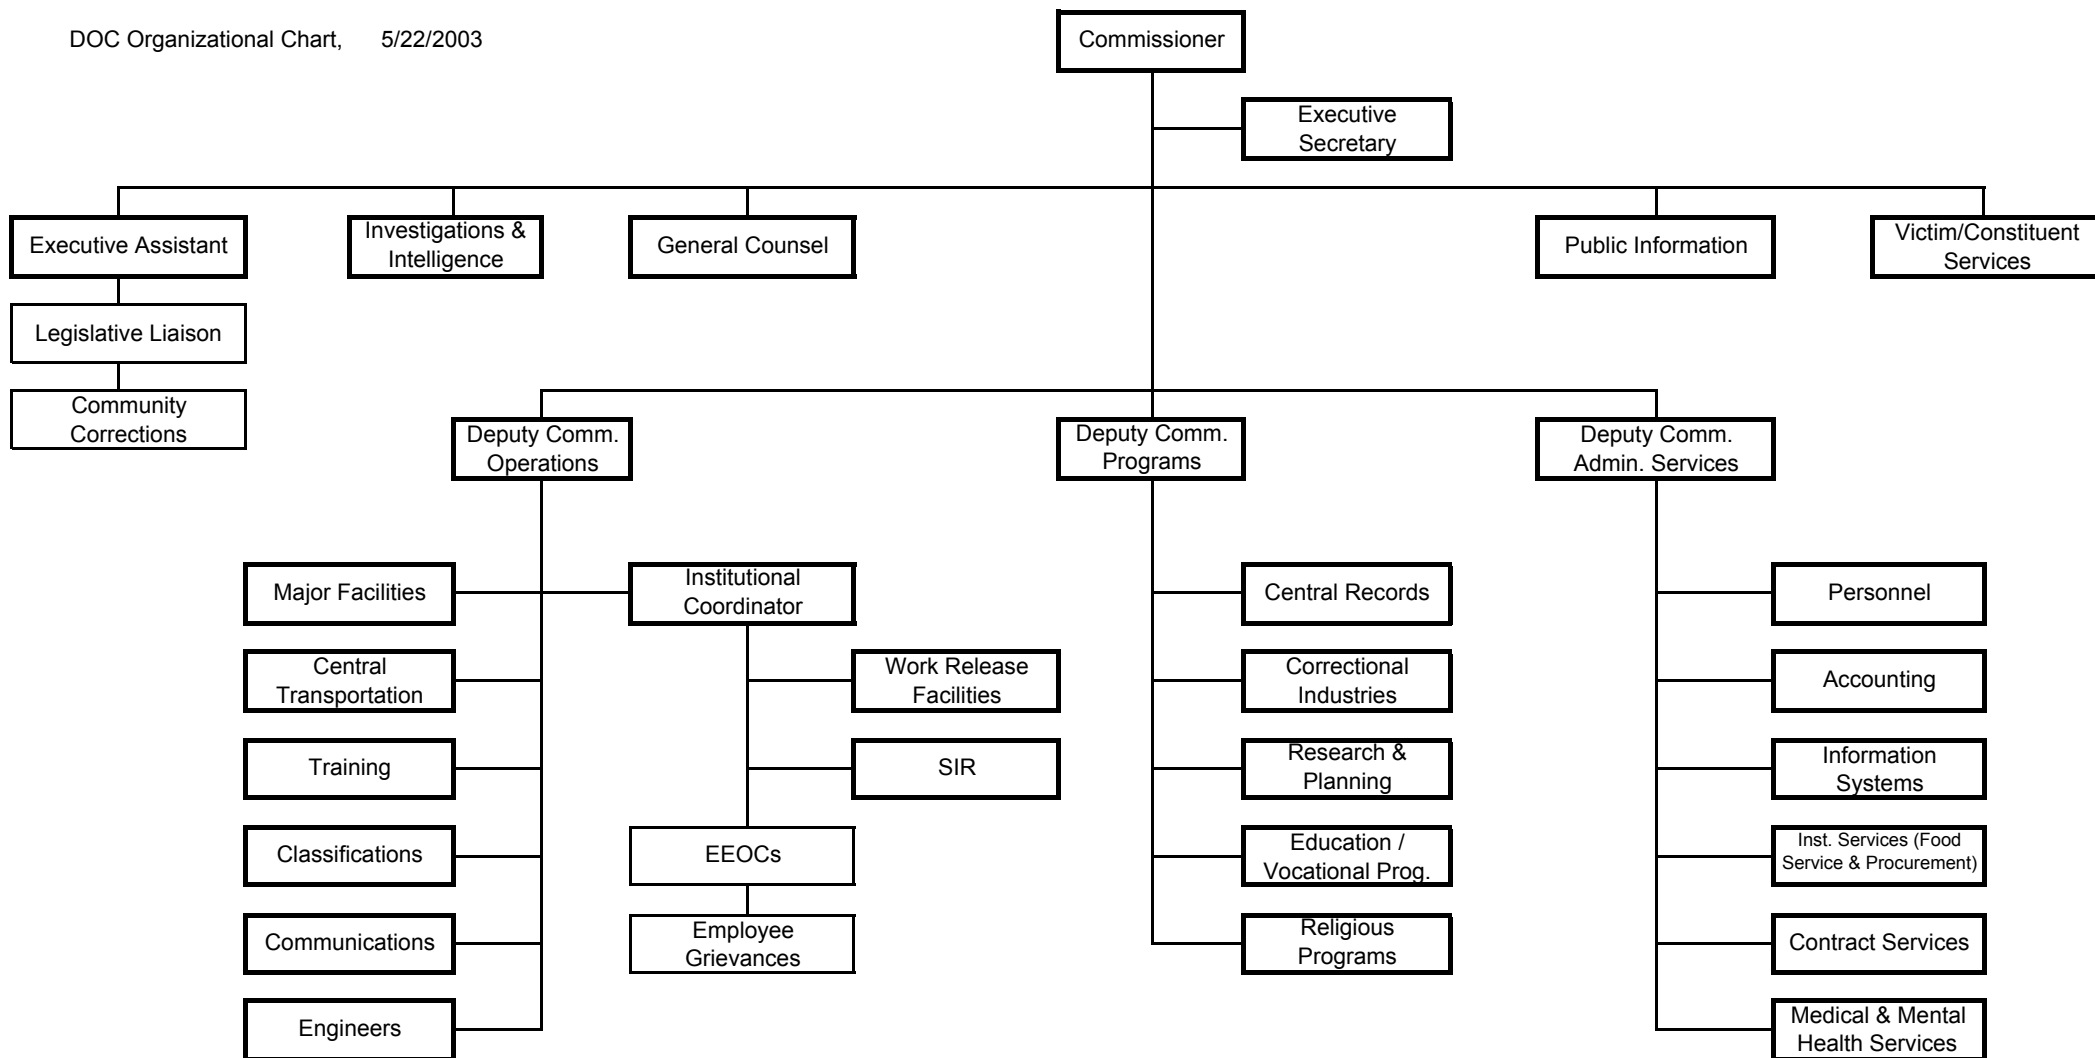 DOC Organizational Chart, 5/22/2003
Commissioner
Executive
Secretary
Executive Assistant
Investigations &
Intelligence
General Counsel
Public Information
Victim/Constituent
Services
Legislative Liaison
Community
Corrections
Deputy Comm.
Operations
Deputy Comm.
Programs
Deputy Comm.
Admin. Services
Major Facilities
Institutional
Coordinator
Central Records
Personnel
Central
Transportation
Work Release
Facilities
Correctional
Industries
Accounting
Training
SIR
Research &
Planning
Information
Systems
Classifications
EEOCs
Education /
Vocational Prog.
Inst. Services (Food
Service & Procurement)
Communications
Employee
Grievances
Religious
Programs
Contract Services
Engineers
Medical & Mental
Health Services